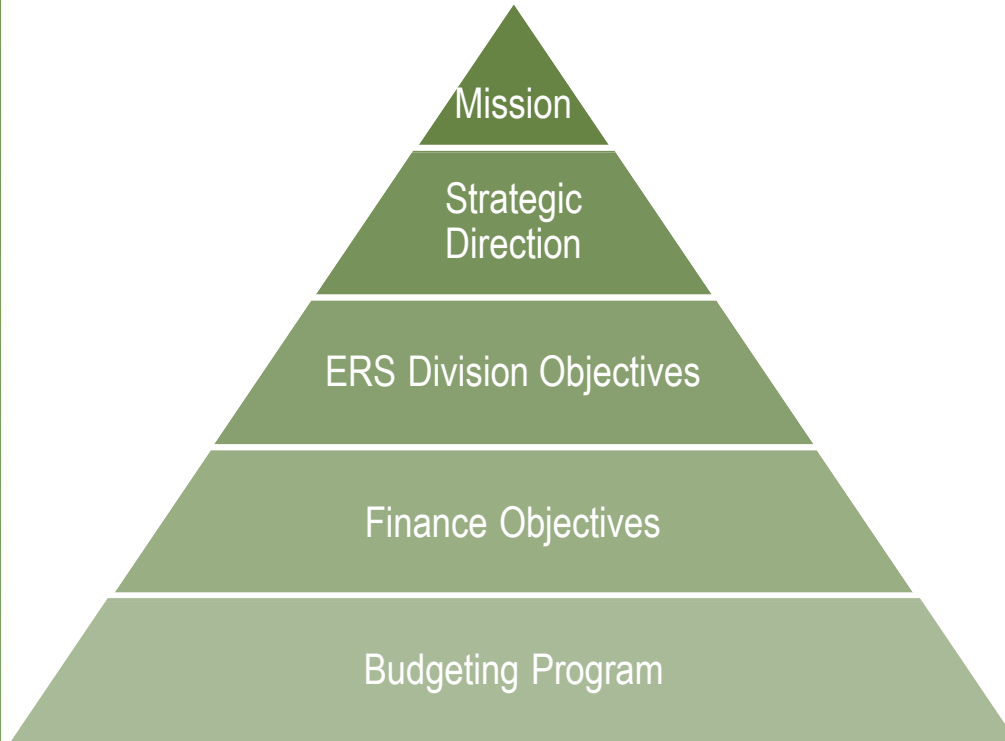 Mission
Strategic
Direction
ERS Division Objectives
Finance Objectives
Budgeting Program